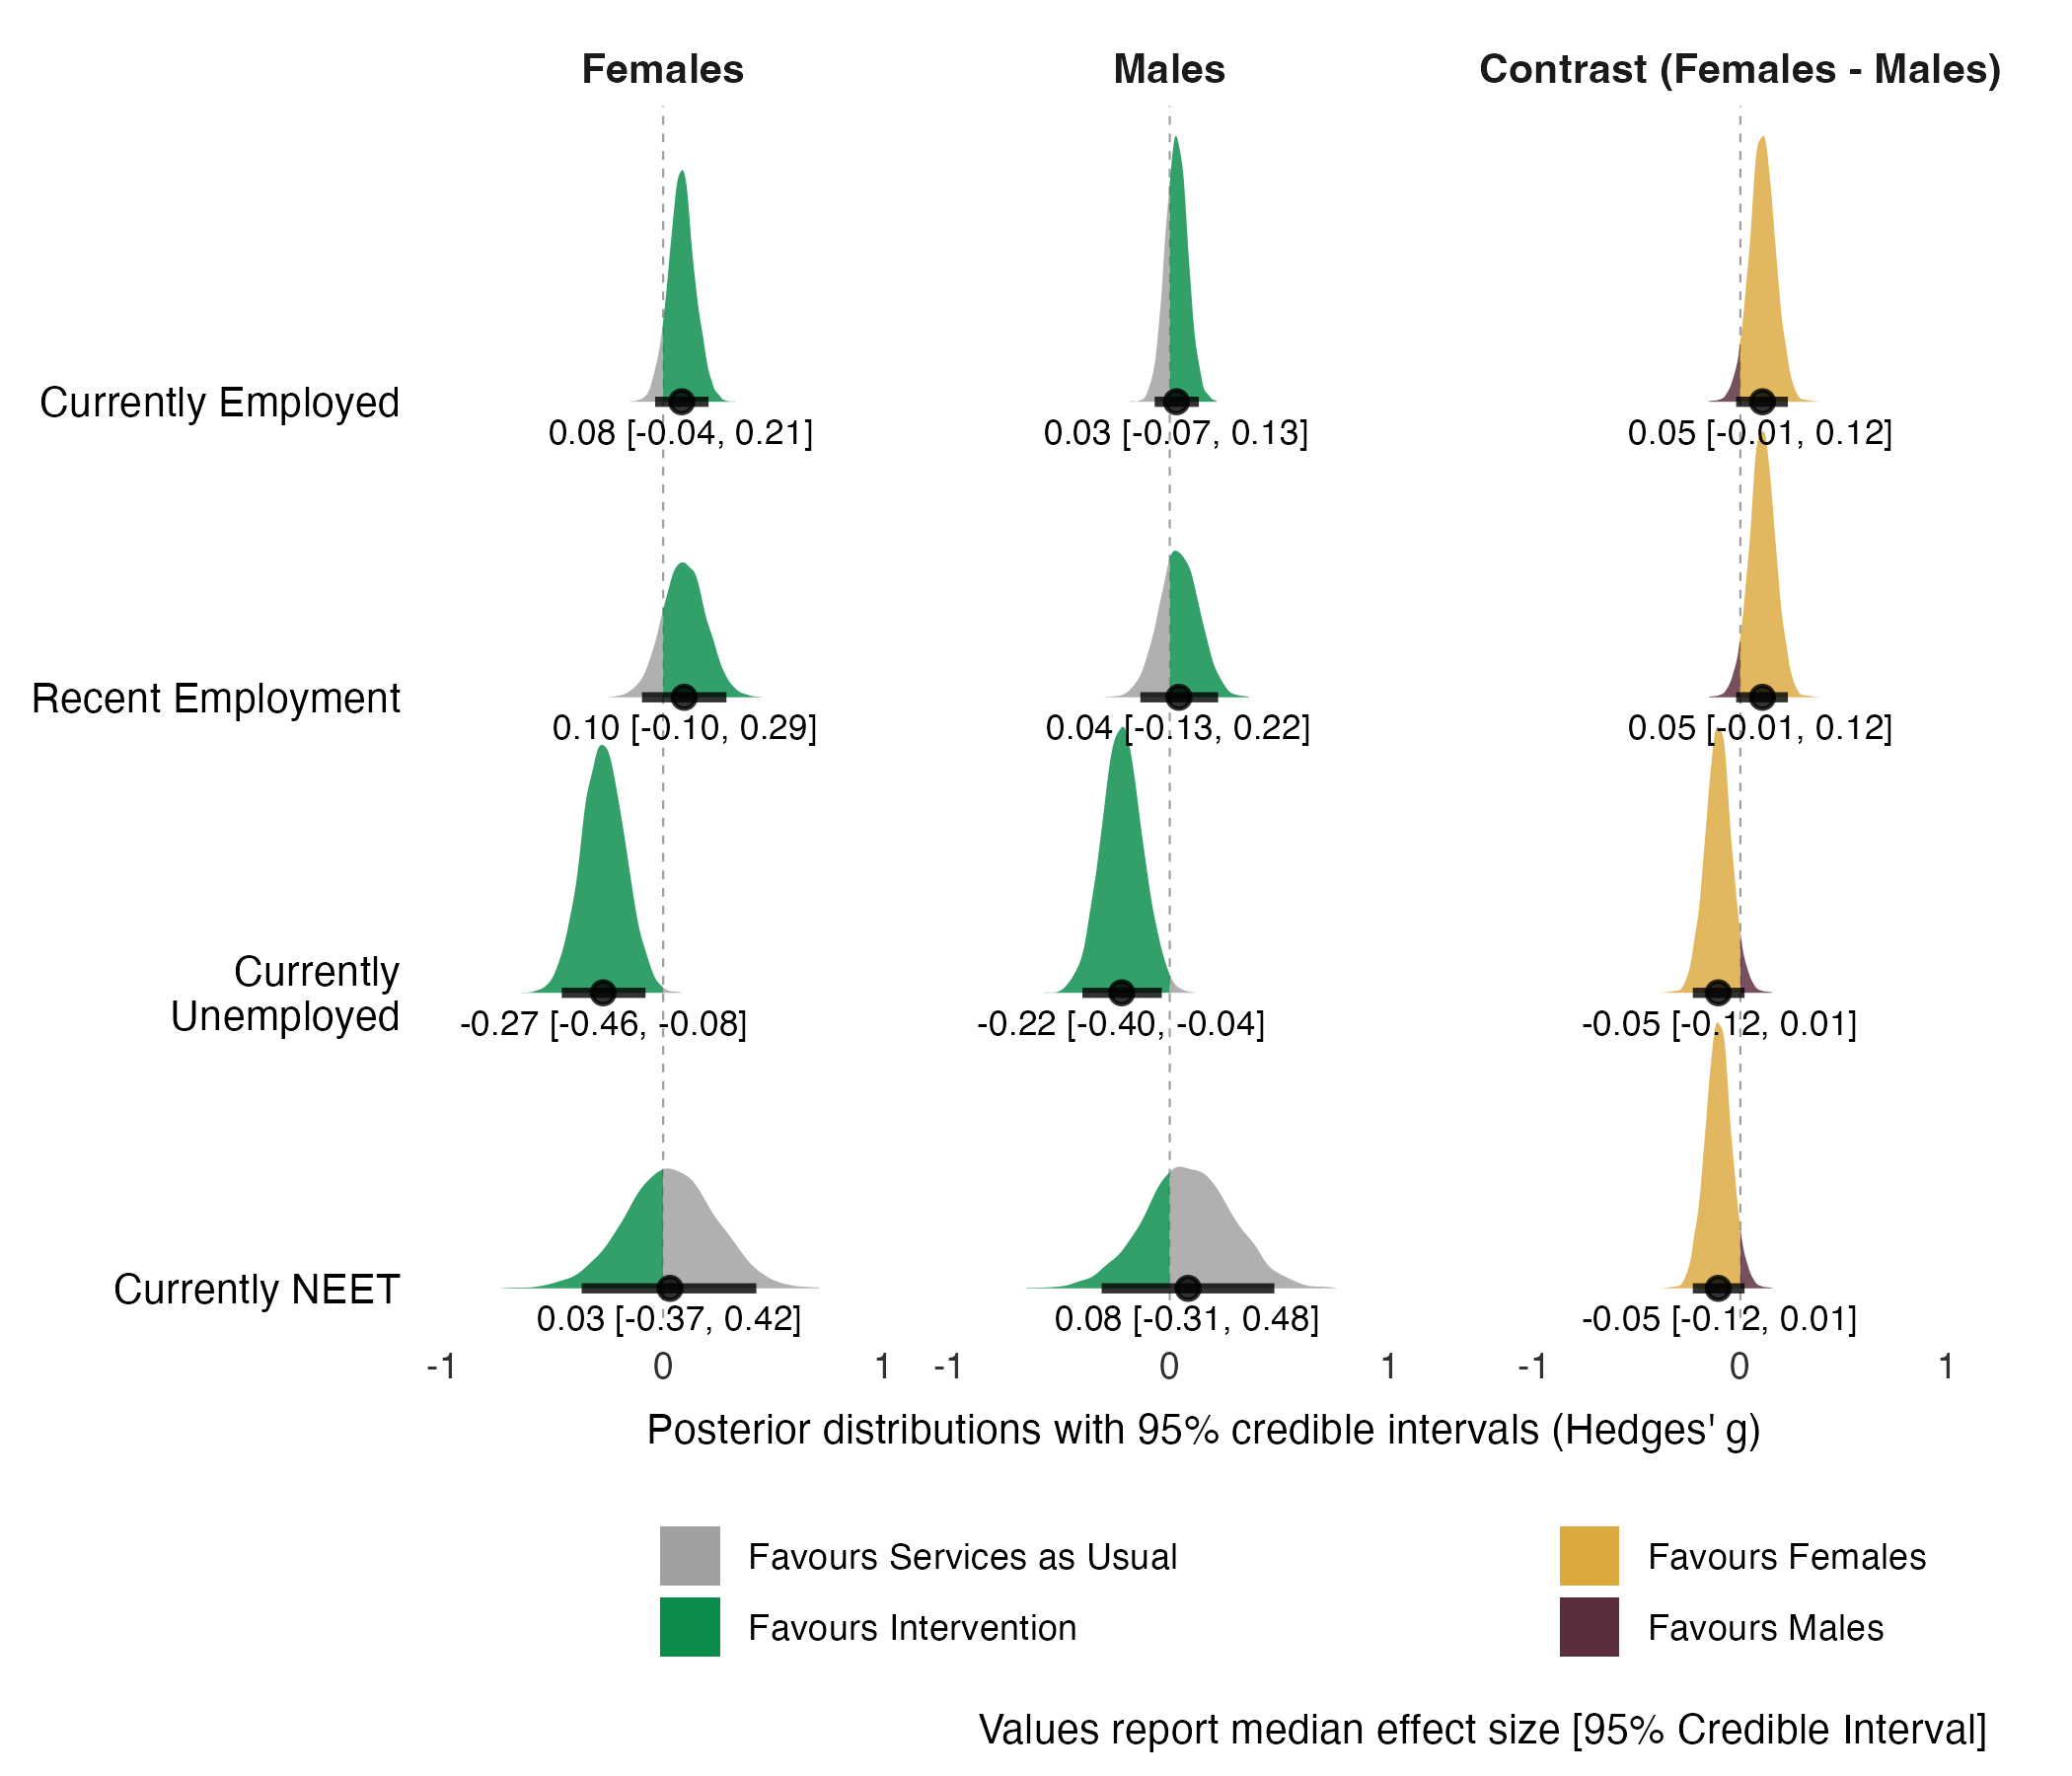 Females Males Contrast (Females - Males)
Currently Employed
0.08 [-0.04, 0.21] 0.03 [-0.07, 0.13] 0.05 [-0.01, 0.12]
Recent Employment
0.10 [-0.10, 0.29] 0.04 [-0.13, 0.22] 0.05 [-0.01, 0.12]
Currently
Unemployed
-0.27 [-0.46, -0.08] -0.22 [-0.40, -0.04] -0.05 [-0.12, 0.01]
Currently NEET
0.03 [-0.37, 0.42] 0.08 [-0.31, 0.48] -0.05 [-0.12, 0.01]
-1 0 1 -1 0 1 -1 0 1
Posterior distributions with 95% credible intervals (Hedges' g)
Favours Services as Usual Favours Females
Favours Intervention Favours Males
Values report median effect size [95% Credible Interval]